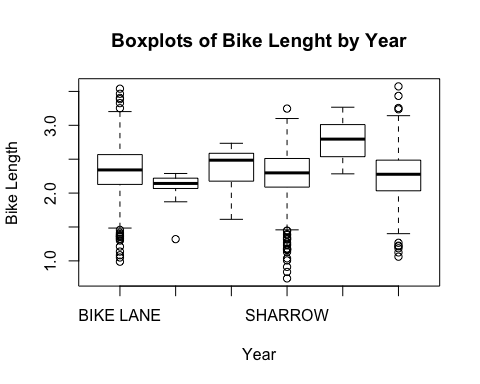 Boxplots of Bike Lenght by Year
Bike Length
3.0
2.0
1.0
BIKE LANE SHARROW
Year